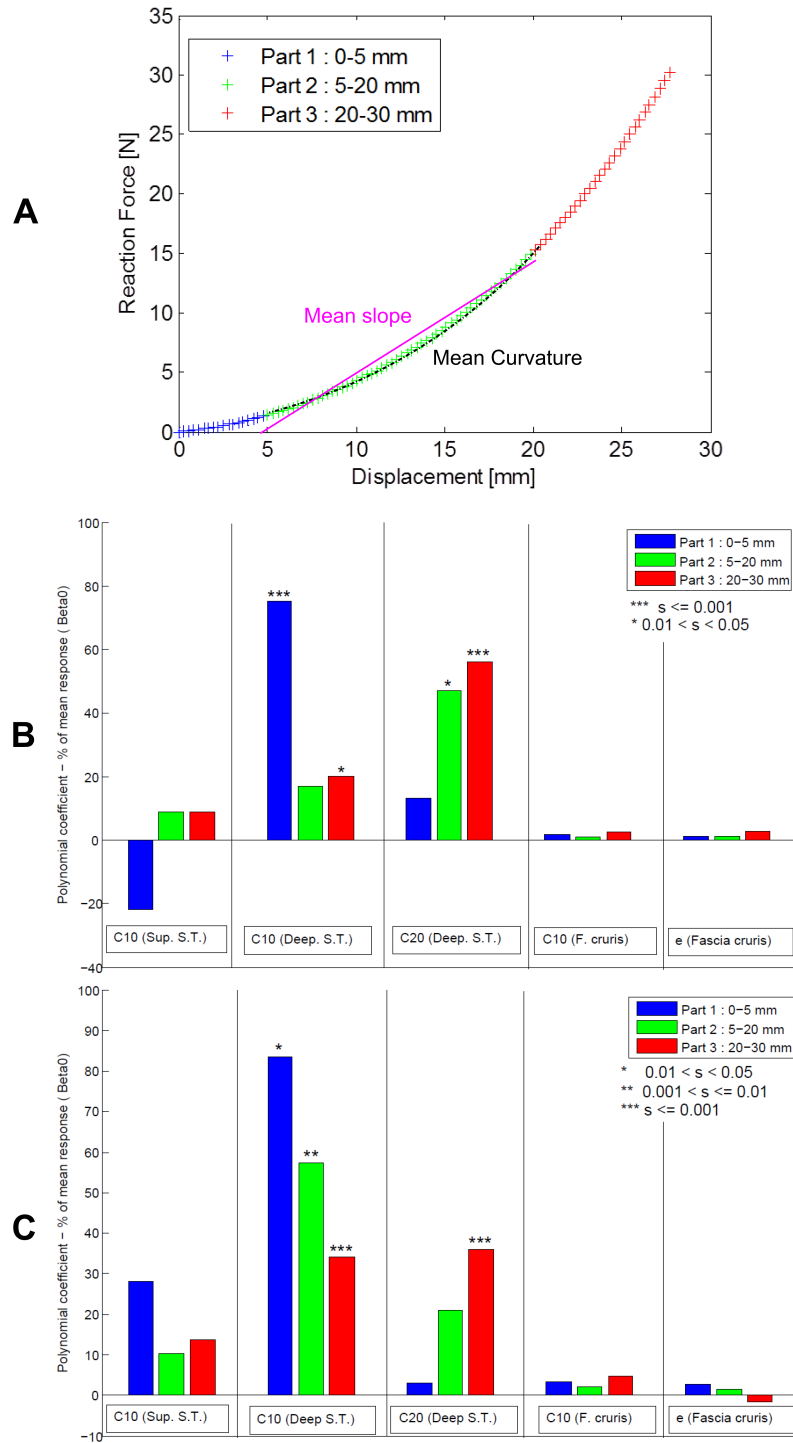 A
35
30
25
20
15
10
5
0
Reaction Force [N]
Part 1 : 0-5 mm
Part 2 : 5-20 mm
Part 3 : 20-30 mm
Mean slope
Mean Curvature
0 5 10 15 20 25 30
Displacement [mm]
B
100
80
60
40
20
0
−20
−40
Polynomial coefficient − % of mean response ( Beta0)
Part 1 : 0−5 mm
Part 2 : 5−20 mm
Part 3 : 20−30 mm
*** s <= 0.001
* 0.01 < s < 0.05
***
*
*
***
C10 (Sup. S.T.) C10 (Deep. S.T.) C20 (Deep. S.T.) C10 (F. cruris) e (Fascia cruris)
C
100
90
80
70
60
50
40
30
20
10
0
−10
Polynomial coefficient − % of mean response ( Beta0)
Part 1 : 0−5 mm
Part 2 : 5−20 mm
Part 3 : 20−30 mm
* 0.01 < s < 0.05
** 0.001 < s <= 0.01
*** s <= 0.001
*
**
***
***
C10 (Sup. S.T.) C10 (Deep S.T.) C20 (Deep S.T.) C10 (F. cruris) e (Fascia cruris)